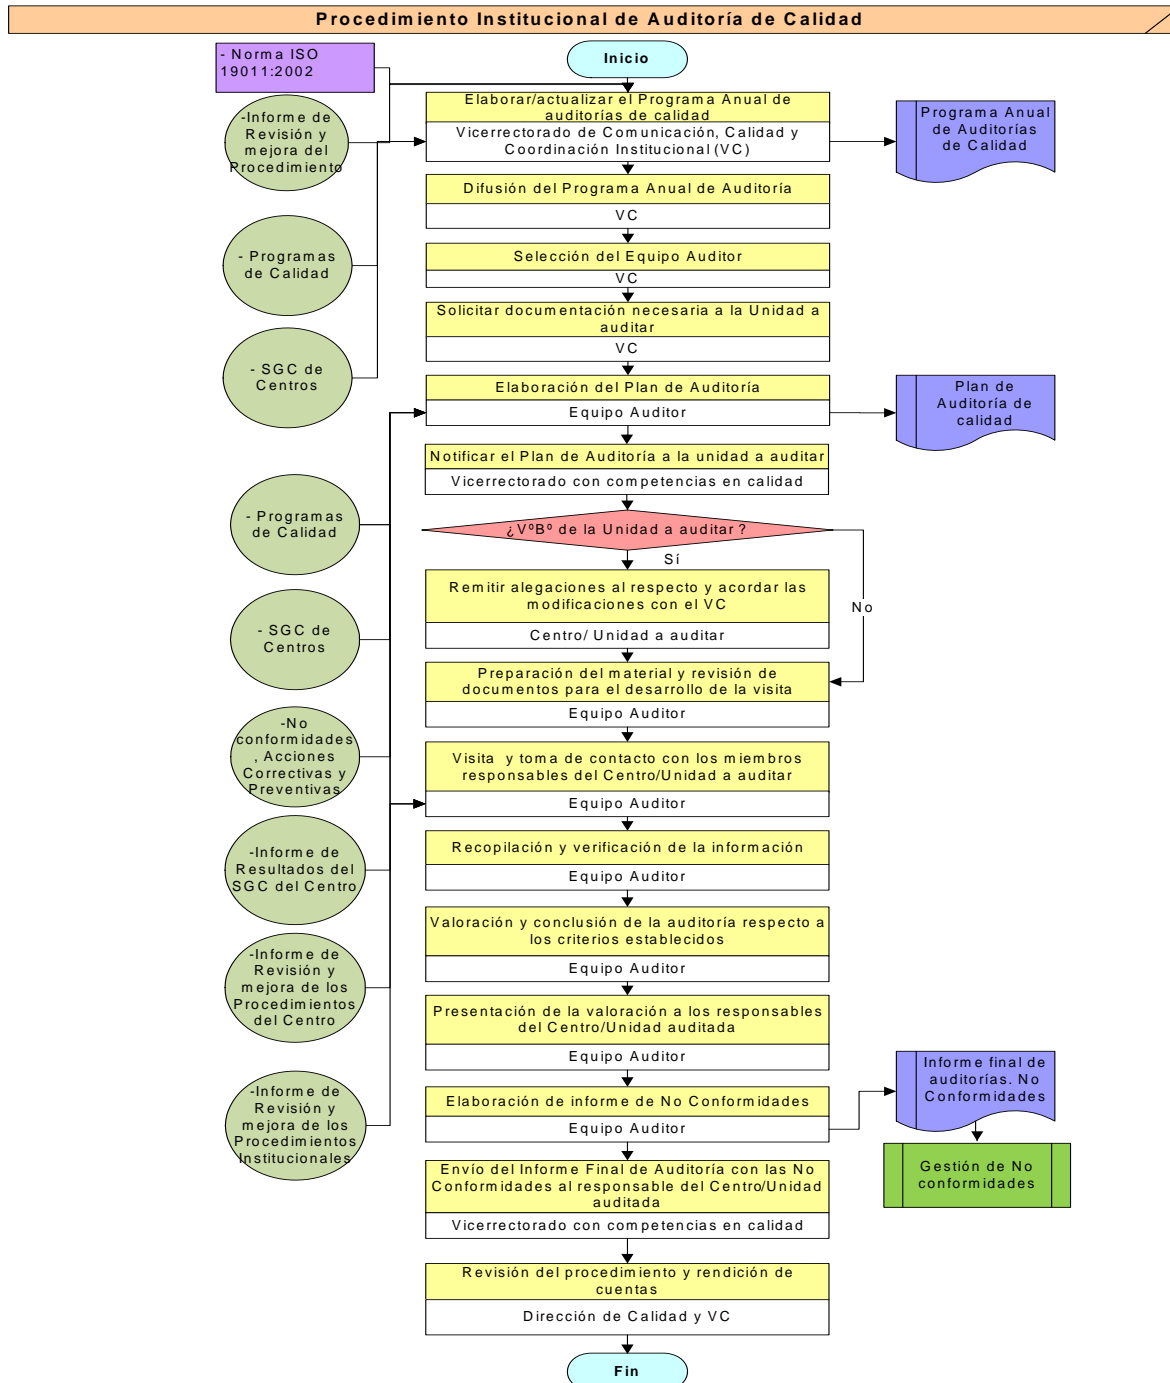 Procedimiento Institucional de Auditoría de Calidad
- Norma ISO
19011:2002
Inicio
-Informe de
Revisión y
mejora del
Procedimiento
Elaborar/actualizar el Programa Anual de
auditorías de calidad
Vicerrectorado de Comunicación, Calidad y
Coordinación Institucional (VC)
Programa Anual
de Auditorías
de Calidad
Difusión del Programa Anual de Auditoría
VC
- Programas
de Calidad
Selección del Equipo Auditor
VC
Solicitar documentación necesaria a la Unidad a
auditar
VC
- SGC de
Centros
Elaboración del Plan de Auditoría
Equipo Auditor
Plan de
Auditoría de
calidad
Notificar el Plan de Auditoría a la unidad a auditar
Vicerrectorado con competencias en calidad
- Programas
de Calidad
¿VºBº de la Unidad a auditar?
Sí
No
Remitir alegaciones al respecto y acordar las
modificaciones con el VC
Centro/ Unidad a auditar
- SGC de
Centros
Preparación del material y revisión de
documentos para el desarrollo de la visita
Equipo Auditor
-No
conformidades
, Acciones
Correctivas y
Preventivas
Visita y toma de contacto con los miembros
responsables del Centro/Unidad a auditar
Equipo Auditor
-Informe de
Resultados del
SGC del Centro
Recopilación y verificación de la información
Equipo Auditor
Valoración y conclusión de la auditoría respecto a
los criterios establecidos
Equipo Auditor
-Informe de
Revisión y
mejora de los
Procedimientos
del Centro
Presentación de la valoración a los responsables
del Centro/Unidad auditada
Equipo Auditor
-Informe de
Revisión y
mejora de los
Procedimientos
Institucionales
Elaboración de informe de No Conformidades
Equipo Auditor
Informe final de
auditorías. No
Conformidades
Gestión de No
conformidades
Envío del Informe Final de Auditoría con las No
Conformidades al responsable del Centro/Unidad
auditada
Vicerrectorado con competencias en calidad
Revisión del procedimiento y rendición de
cuentas
Dirección de Calidad y VC
Fin